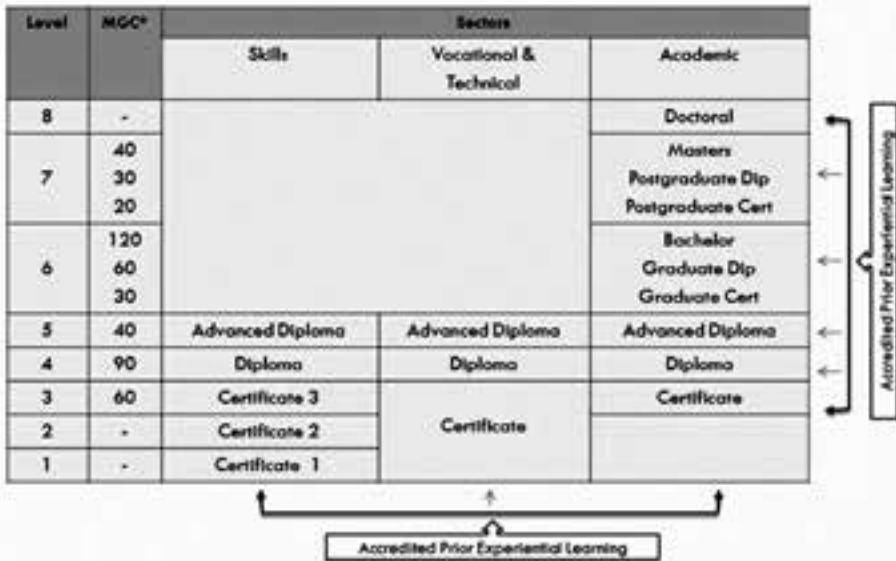 Level MGC* Sectors
Skills Vocational & Academic
Technical
8 - Doctoral
40 Masters
7 30 Postgraduate Dip
20 Postgraduate Cert
120 Bachelor
6 60 Graduate Dip
30 Graduate Cert
5 40 Advanced Diploma Advanced Diploma Advanced Diploma
4 90 Diploma Diploma Diploma
3 60 Certificate 3 Certificate
2 - Certificate 2 Certificate
1 - Certificate 1
Accredited Prior Experiential Learning
Accredited Prior Experiential Learning